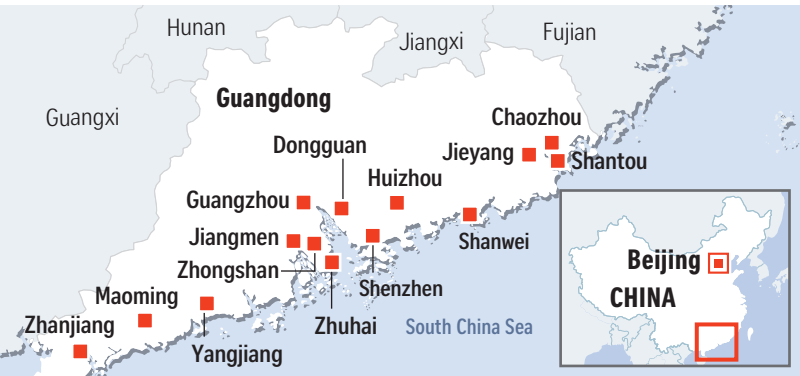 Hunan
Jiangxi
Fujian
Guangxi
Guangdong
Chaozhou
Dongguan
Jieyang
Shantou
Huizhou
Guangzhou
Jiangmen
Shanwei
Zhongshan
Shenzhen
Maoming
Zhanjiang
Zhuhai
South China Sea
Yangjiang
Beijing
CHINA